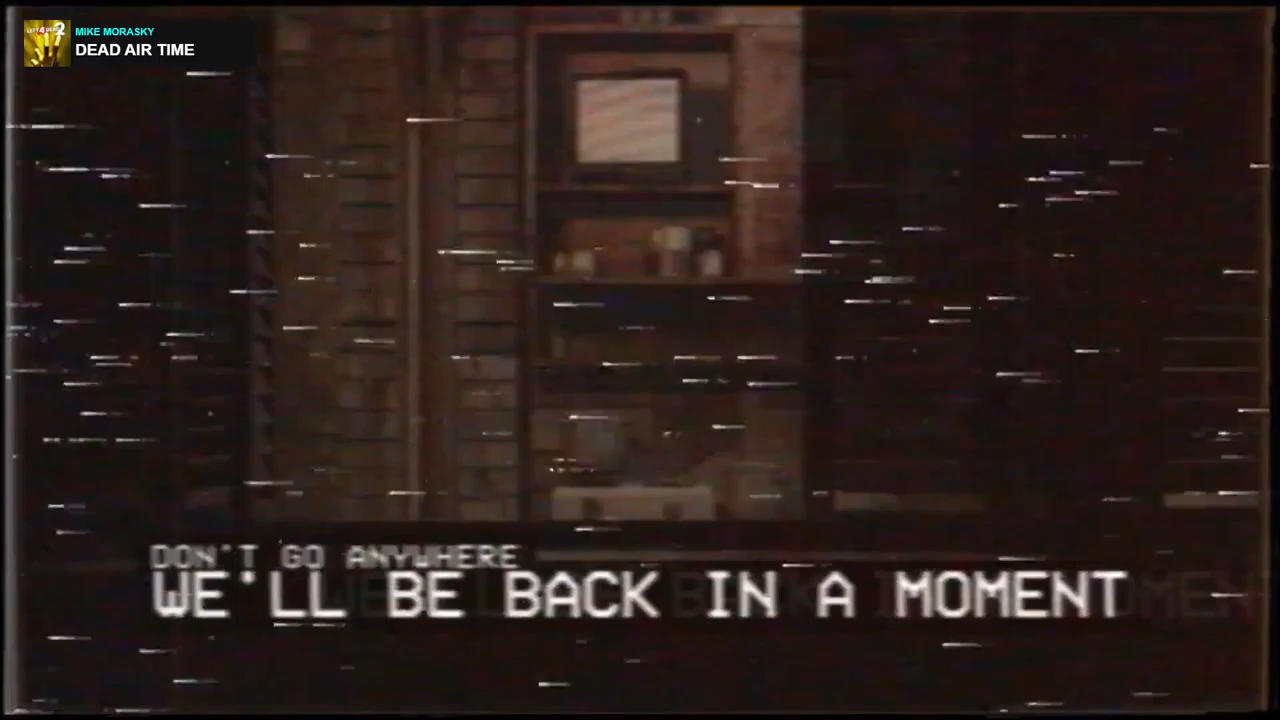 MIKE MORASKY
DEAD AIR TIME
DON'T GO ANYWHERE
WE'LL BE BACK IN A MOMENT